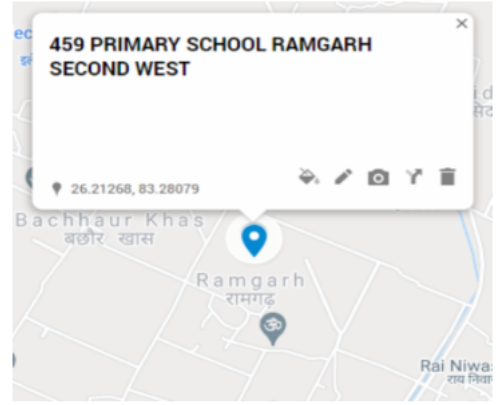 459 PRIMARY SCHOOL RAMGARH
SECOND WEST
26.21268, 83.28079
Bachhaur Khas
बछौर खास
Ramgarh
रामगढ़
Rai Niwas